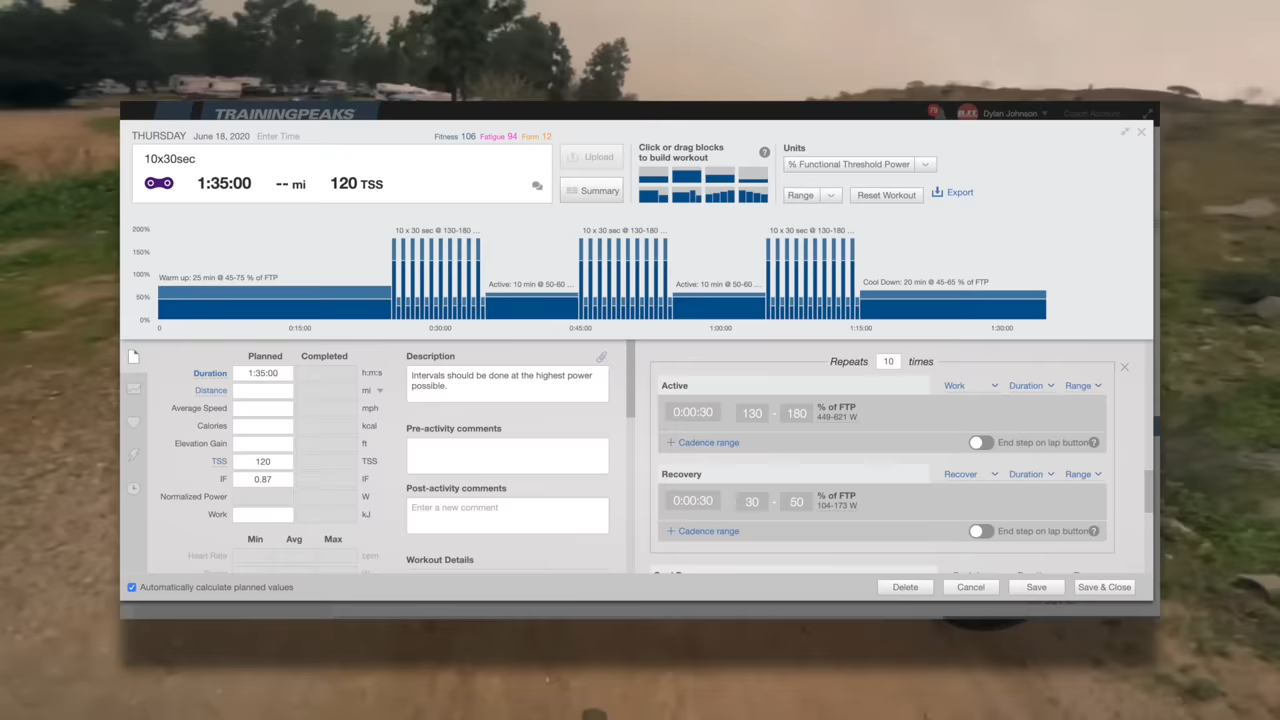 TRAININGPEAKS
79
Dylan Johnson
Coach Account
THURSDAY June 18, 2020 Enter Time
Fitness 106 Fatigue 94 Form 12
10x30sec
1:35:00 -- mi 120 TSS
Upload
Summary
Click or drag blocks
to build workout
?
Units
% Functional Threshold Power
Range
Reset Workout
Export
200%
150%
100%
50%
0%
Warm up: 25 min @ 45-75 % of FTP
10 x 30 sec @ 130-180 ...
Active: 10 min @ 50-60 ...
10 x 30 sec @ 130-180 ...
Active: 10 min @ 50-60 ...
10 x 30 sec @ 130-180 ...
Cool Down: 20 min @ 45-65 % of FTP
0 0:15:00 0:30:00 0:45:00 1:00:00 1:15:00 1:30:00
Planned Completed
Duration 1:35:00 h:m:s
Distance mi
Average Speed mph
Calories kcal
Elevation Gain ft
TSS 120 TSS
IF 0.87 IF
Normalized Power W
Work kJ
Min Avg Max
Heart Rate bpm
Description
Intervals should be done at the highest power
possible.
Pre-activity comments
Post-activity comments
Enter a new comment
Workout Details
Repeats 10 times
Active Work Duration Range
0:00:30 130 - 180 % of FTP
449-621 W
+ Cadence range End step on lap button ?
Recovery Recover Duration Range
0:00:30 30 - 50 % of FTP
104-173 W
+ Cadence range End step on lap button ?
Automatically calculate planned values
Delete Cancel Save Save & Close